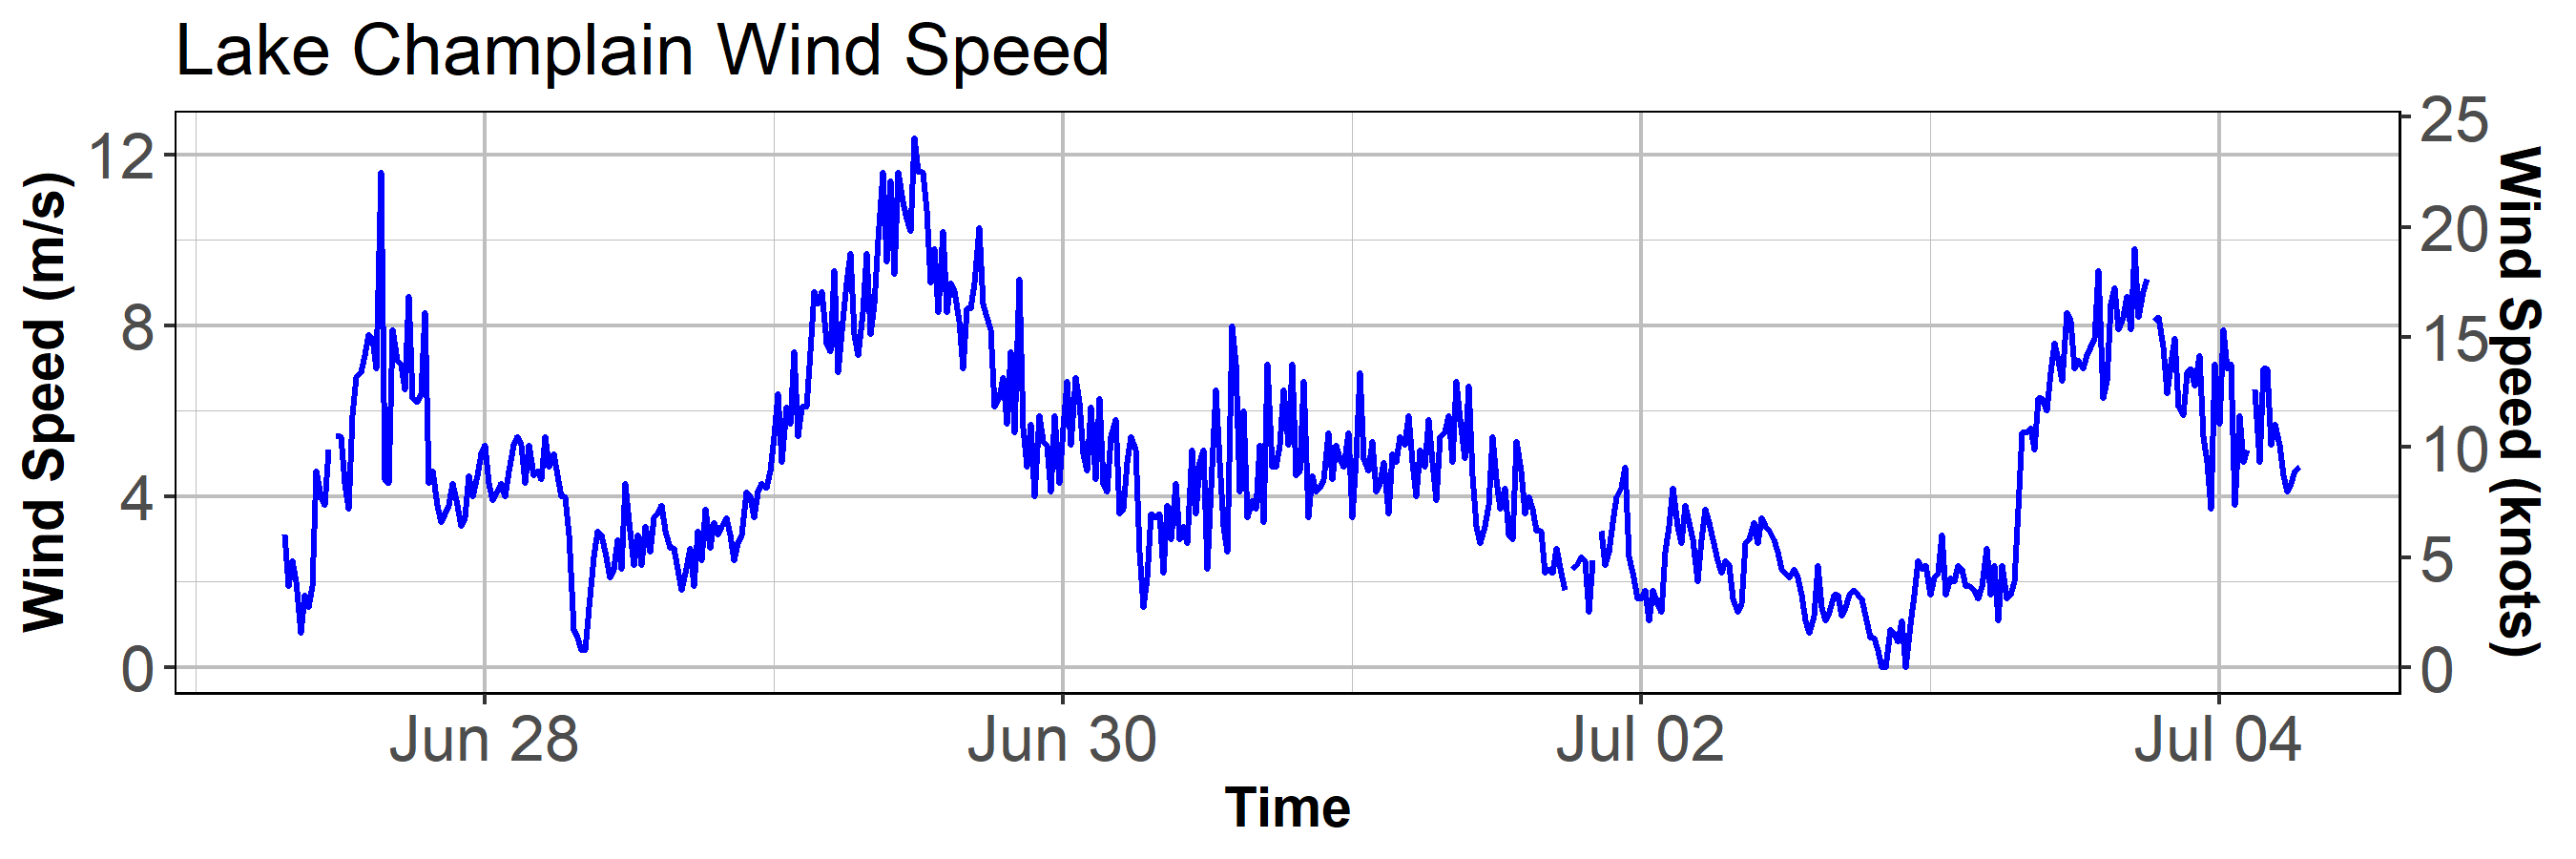 Lake Champlain Wind Speed
Wind Speed (m/s)
12
8
4
0
25
20
15
10
5
0
Wind Speed (knots)
Jun 28
Jun 30
Jul 02
Jul 04
Time